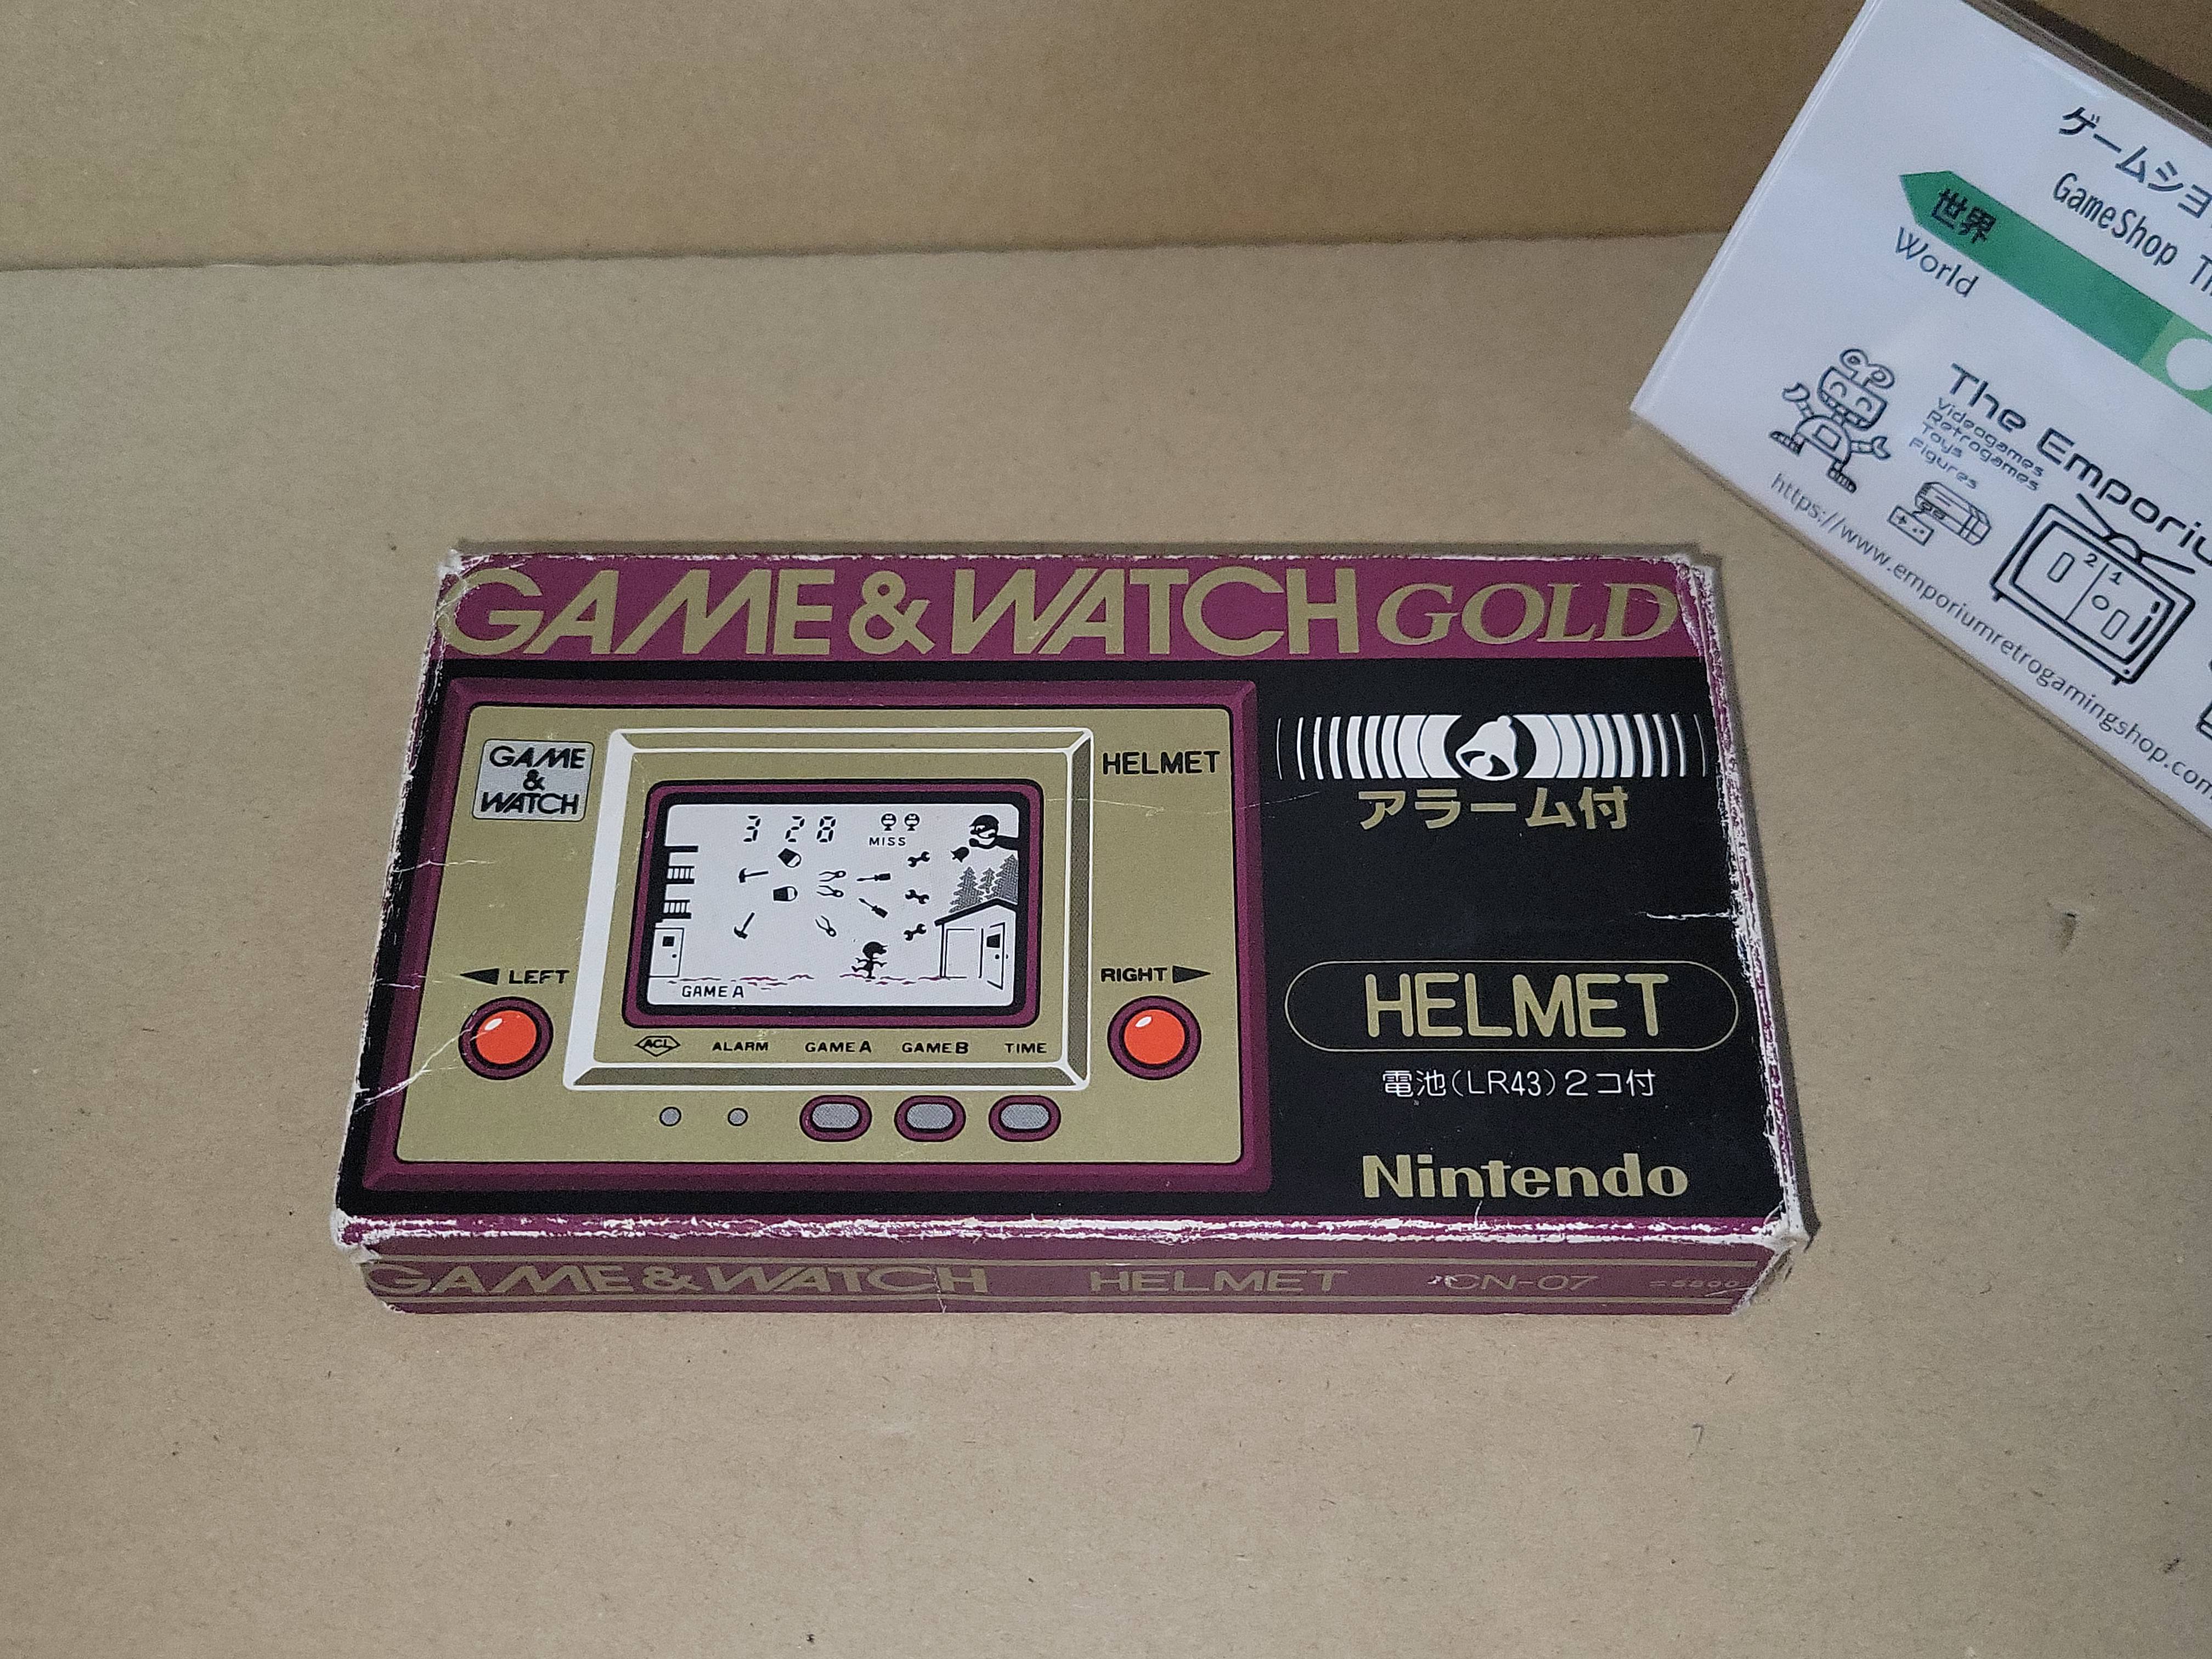 ゲームショ
GameShop
世界
World
The Emporiu
Videogames
Retrogames
Toys
Figures
https://www.emporiumretrogamingshop.com
2 1
GAME & WATCH GOLD
GAME
&
WATCH
HELMET
3 28
MISS
GAME A
◀ LEFT
RIGHT ▶
ACL
ALARM
GAME A
GAME B
TIME
アラーム付
HELMET
電池(LR43)2コ付
Nintendo
GAME & WATCH HELMET CN-07